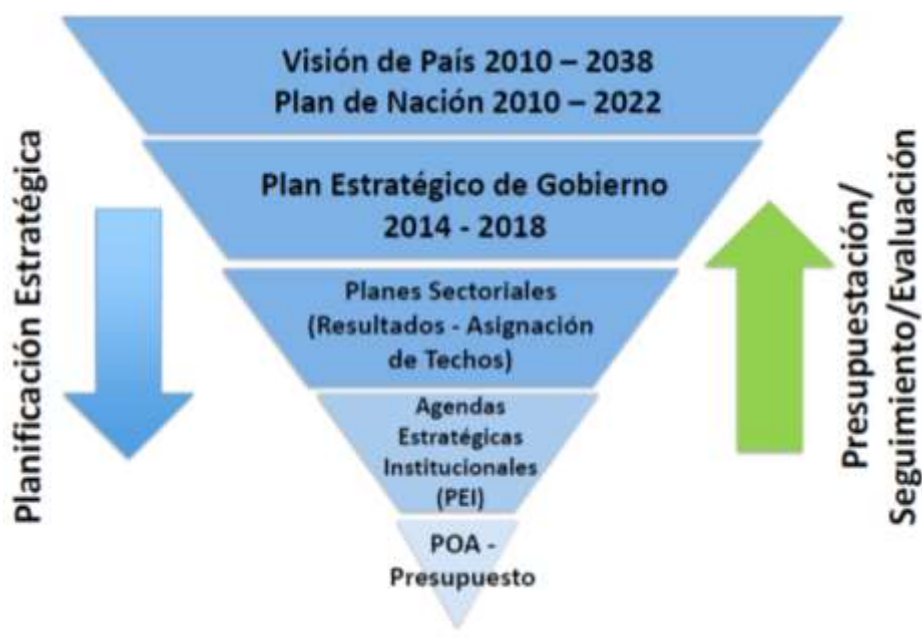 Visión de País 2010 – 2038
Plan de Nación 2010 – 2022
Plan Estratégico de Gobierno
2014 - 2018
Planes Sectoriales
(Resultados - Asignación
de Techos)
Agendas
Estratégicas
Institucionales
(PEI)
POA -
Presupuesto
Planificación Estratégica
Presupuestación/
Seguimiento/Evaluación